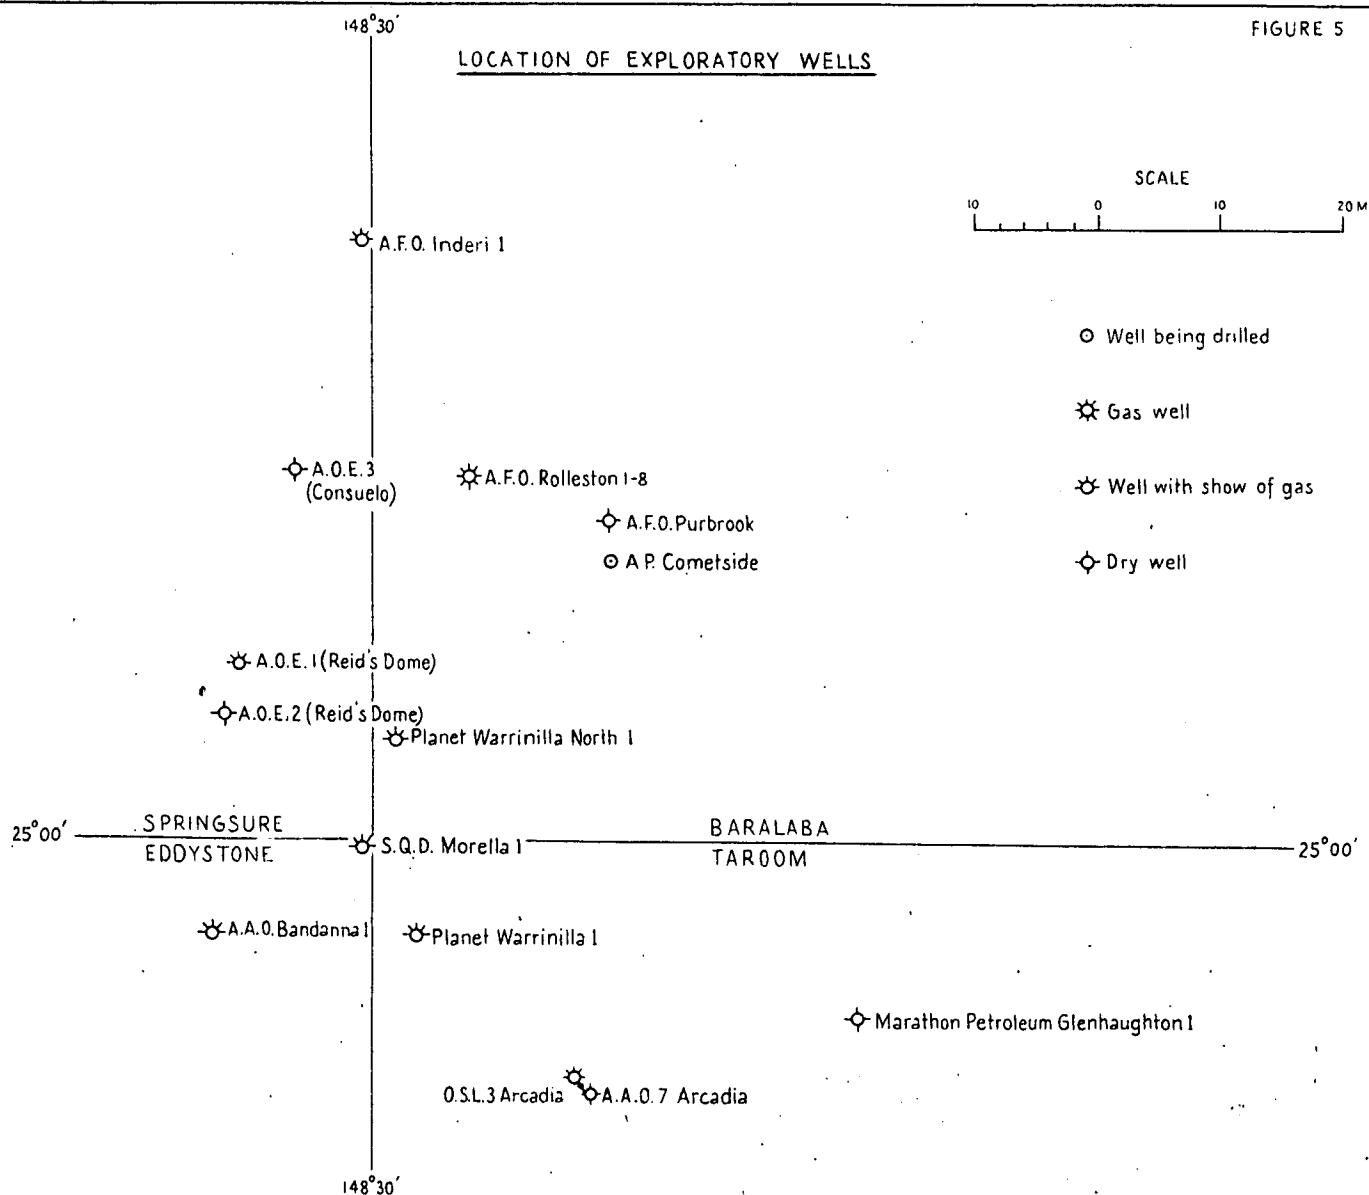 148°30′
FIGURE 5
LOCATION OF EXPLORATORY WELLS
SCALE
10 0 10 20 M
A.F.O. Inderi 1
Well being drilled
Gas well
A.O.E. 3
(Consuelo)
A.F.O. Rolleston 1-8
Well with show of gas
A.F.O. Purbrook
A P. Cometside
Dry well
A.O.E. 1 (Reid's Dome)
A.O.E. 2 (Reid's Dome)
Planet Warrinilla North 1
25°00′
SPRINGSURE
EDDYSTONE
S.Q.D. Morella 1
BARALABA
TAROOM
25°00′
A.A.O. Bandanna 1
Planet Warrinilla 1
Marathon Petroleum Glenhaughton 1
O.S.L. 3 Arcadia
A.A.O. 7 Arcadia
148°30′